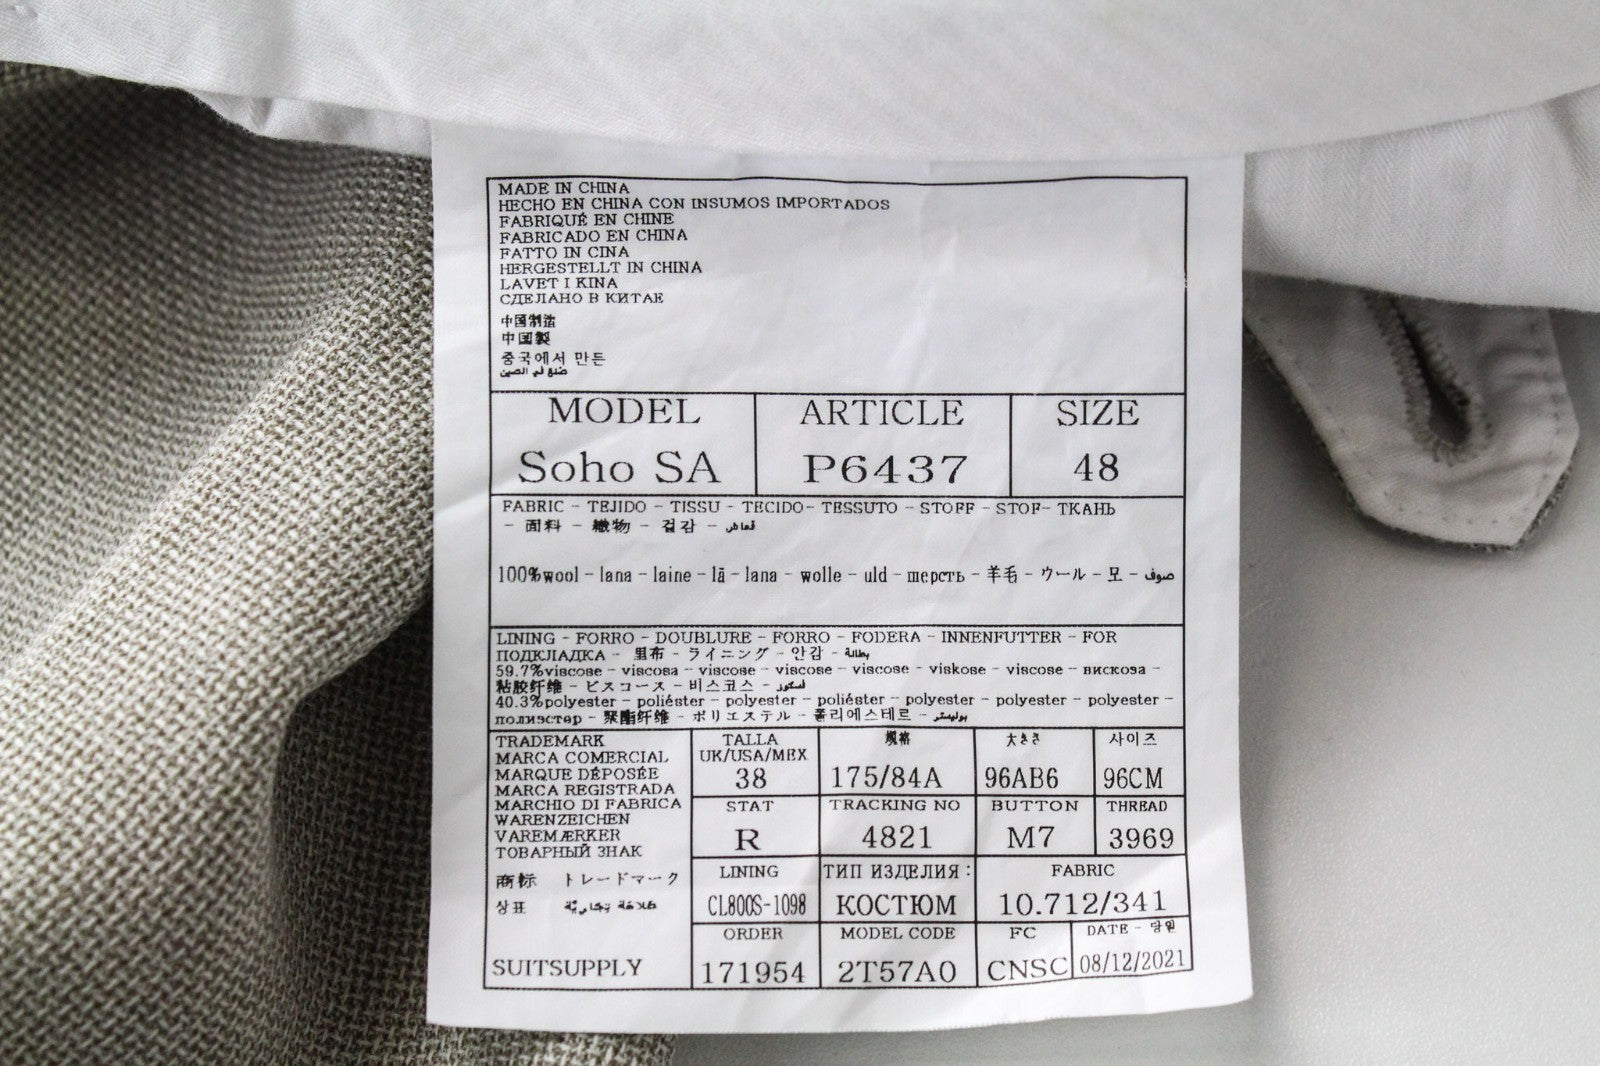 MADE IN CHINA
HECHO EN CHINA CON INSUMOS IMPORTADOS
FABRIQUÉ EN CHINE
FABRICADO EN CHINA
FATTO IN CINA
HERGESTELLT IN CHINA
LAVET I KINA
СДЕЛАНО В КИТАЕ
中国制造
中国製
중국에서 만든
صنع في الصين
MODEL ARTICLE SIZE
Soho SA P6437 48
FABRIC - TEJIDO - TISSU - TECIDO- TESSUTO - STOFF - STOF- ТКАНЬ
- 面料 - 織物 - 겉감 - قماش
100%wool - lana - laine - lã - lana - wolle - uld - шерсть - 羊毛 - ウール - 모 - صوف
LINING - FORRO - DOUBLURE - FORRO - FODERA - INNENFUTTER - FOR
ПОДКЛАДКА - 里布 - ライニング - 안감 - بطانة
59.7%viscose - viscosa - viscose - viscose - viscose - viskose - viscose - вискоза -
粘胶纤维 - ビスコース - 비스코스 -
40.3%polyester - poliéster - polyester - poliéster - polyester - polyester - polyester -
полиэстер - 聚酯纤维 - ポリエステル - 폴리에스테르 - بوليستر
TRADEMARK
MARCA COMERCIAL
MARQUE DÉPOSÉE
MARCA REGISTRADA
MARCHIO DI FABRICA
WARENZEICHEN
VAREMÆRKER
ТОВАРНЫЙ ЗНАК
商标 トレードマーク
상표 علامة تجارية
SUITSUPPLY
TALLA 規格 大きさ 사이즈
UK/USA/MEX
38 175/84A 96AB6 96CM
STAT TRACKING NO BUTTON THREAD
R 4821 M7 3969
LINING ТИП ИЗДЕЛИЯ: FABRIC
CL800S-1098 КОСТЮМ 10.712/341
ORDER MODEL CODE FC DATE -
171954 2T57A0 CNSC 08/12/2021